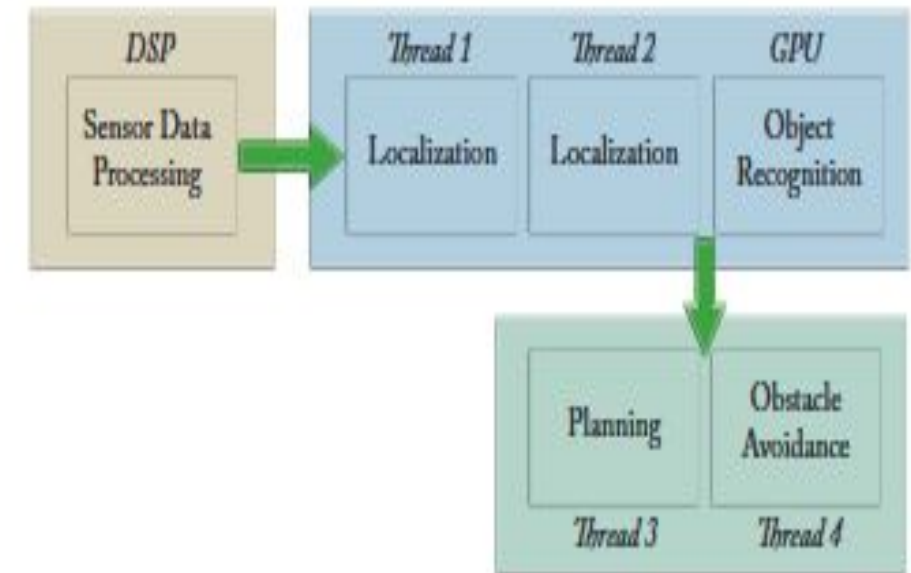 DSP
Sensor Data
Processing
Thread 1
Localization
Thread 2
Localization
GPU
Object
Recognition
Planning
Thread 3
Obstacle
Avoidance
Thread 4